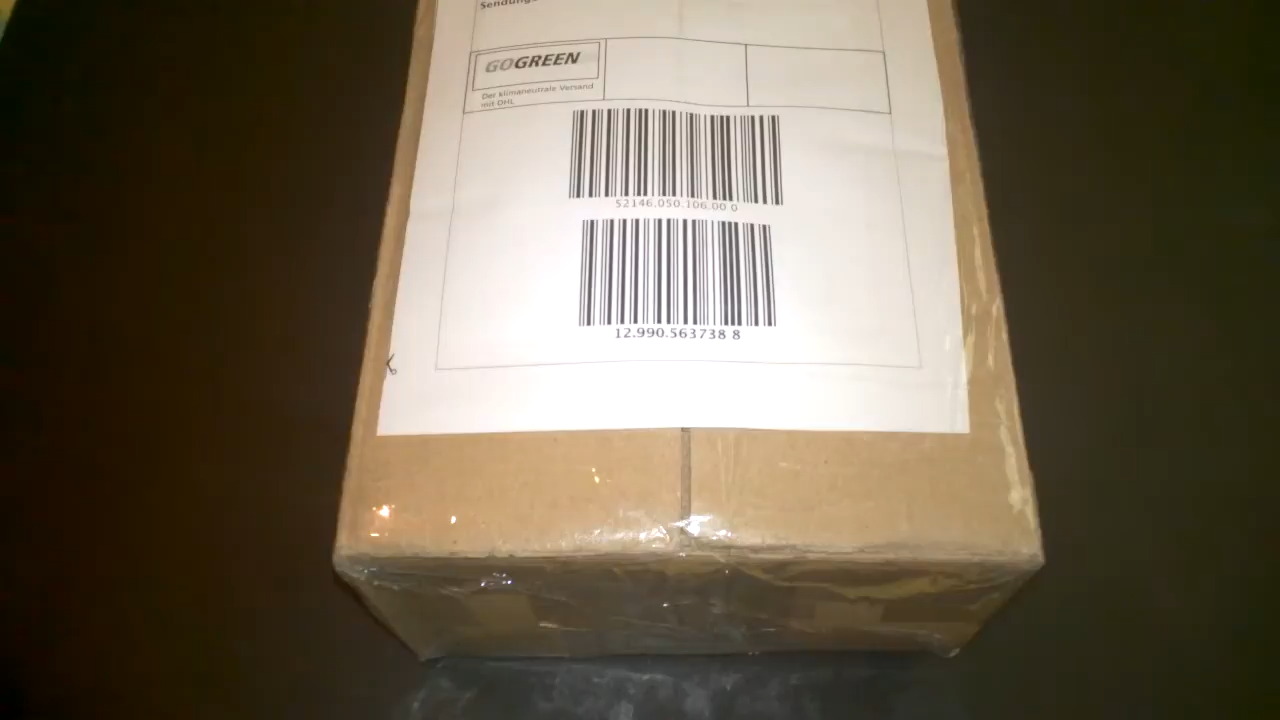 GOGREEN
Der klimaneutrale Versand
mit DHL
52146.050.106.00 0
12.990.563738 8